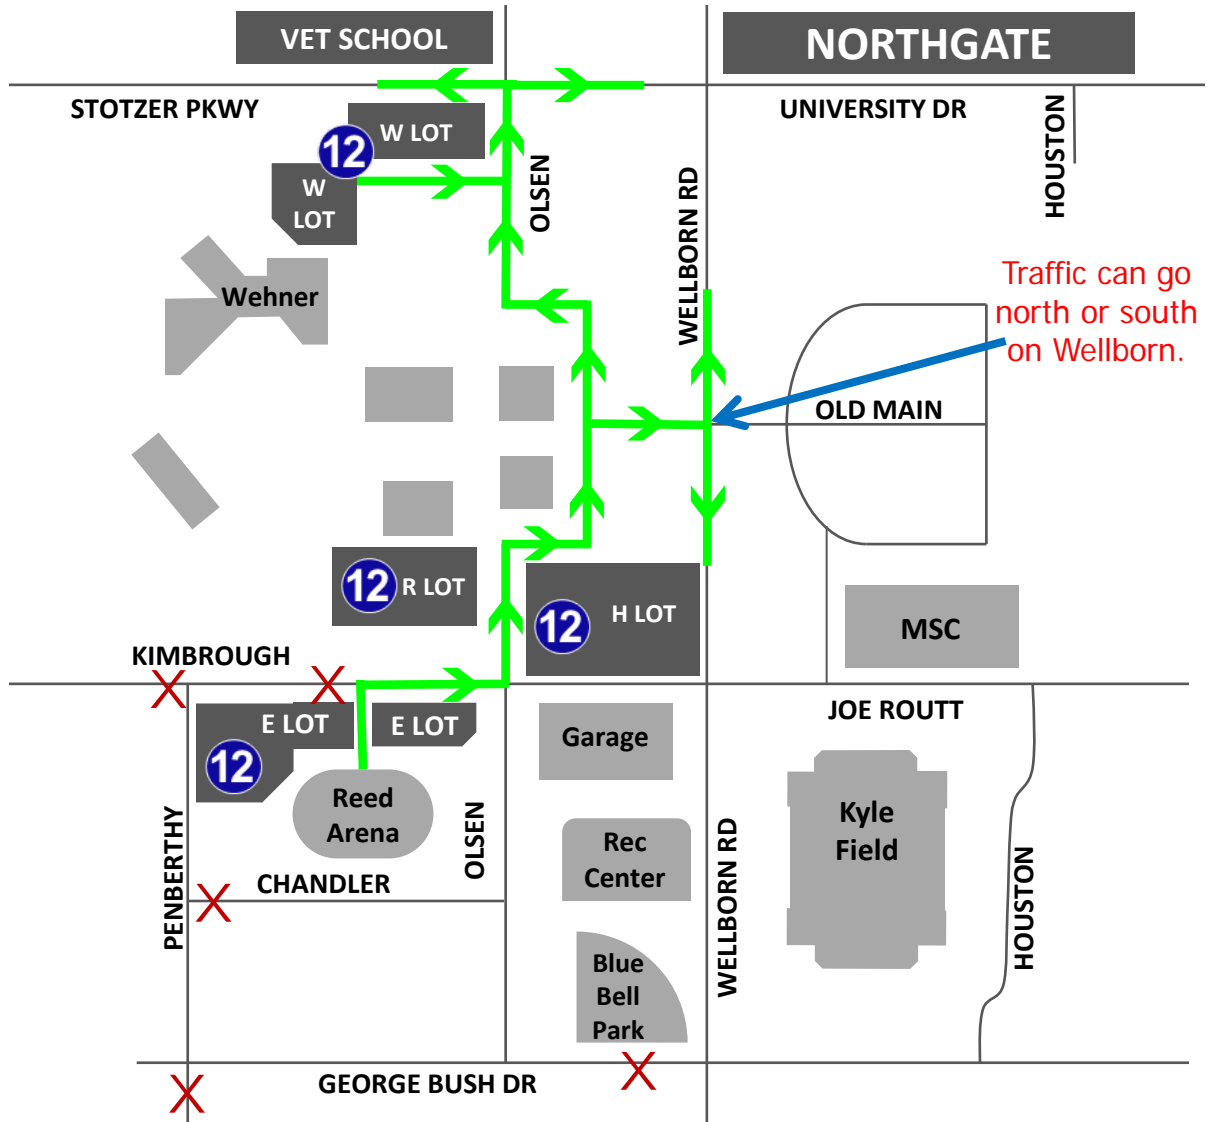 VET SCHOOL
NORTHGATE
STOTZER PKWY
UNIVERSITY DR
HOUSTON
W LOT
12
W
LOT
OLSEN
WELLBORN RD
Traffic can go
north or south
on Wellborn.
Wehner
OLD MAIN
12
R LOT
12
H LOT
MSC
KIMBROUGH
JOE ROUTT
E LOT
E LOT
12
Garage
Reed
Arena
Kyle
Field
PENBERTHY
OLSEN
Rec
Center
WELLBORN RD
HOUSTON
CHANDLER
Blue
Bell
Park
GEORGE BUSH DR